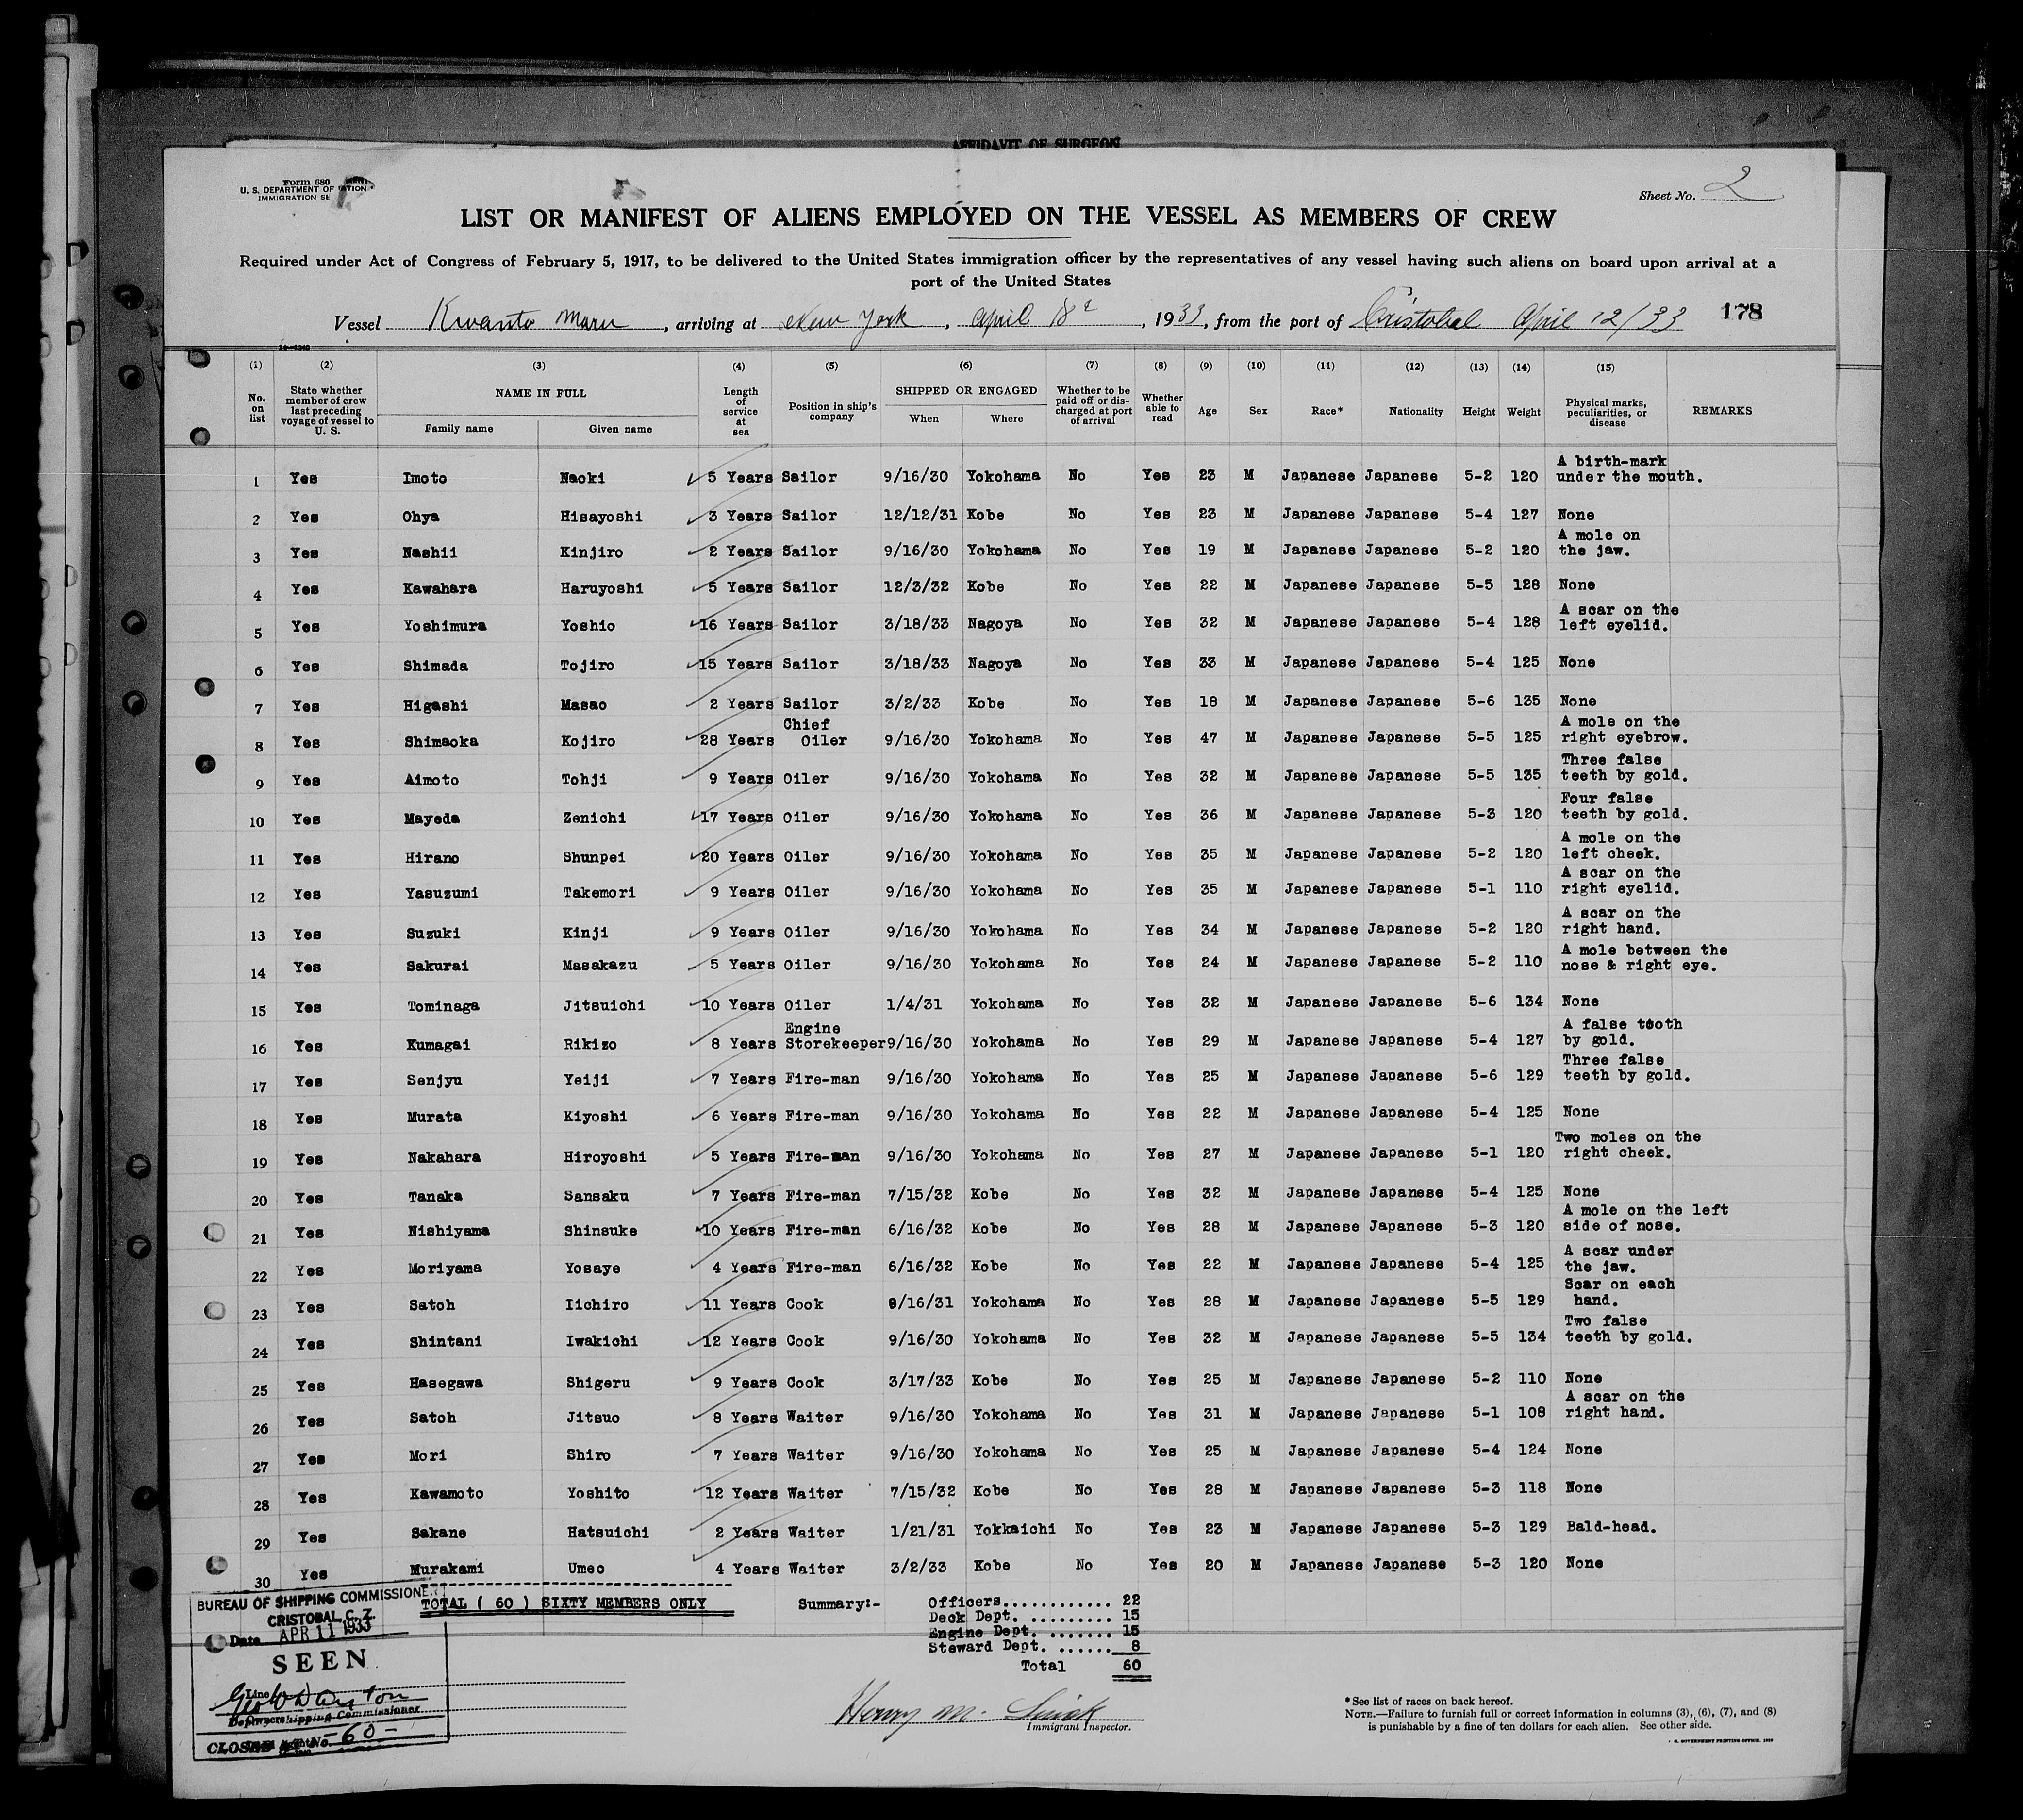 AFFIDAVIT OF SURGEON
Form 680
U. S. DEPARTMENT OF
IMMIGRATION
Sheet No. 2
LIST OR MANIFEST OF ALIENS EMPLOYED ON THE VESSEL AS MEMBERS OF CREW
Required under Act of Congress of February 5, 1917, to be delivered to the United States immigration officer by the representatives of any vessel having such aliens on board upon arrival at a
port of the United States
Vessel Kwanto Maru, arriving at New York, April 18, 1933, from the port of Cristobal April 12/33 178
(1) (2) (3) (4) (5) (6) (7) (8) (9) (10) (11) (12) (13) (14) (15)
No. on list State whether member of crew last preceding voyage of vessel to U. S. NAME IN FULL Family name Given name Length of service at sea Position in ship's company SHIPPED OR ENGAGED When Where Whether to be paid off or discharged at port of arrival Whether able to read Age Sex Race* Nationality Height Weight Physical marks, peculiarities, or disease REMARKS
1 Yes Imoto Naoki 5 Years Sailor 9/16/30 Yokohama No Yes 23 M Japanese Japanese 5-2 120 A birth-mark under the mouth.
2 Yes Ohya Hisayoshi 3 Years Sailor 12/12/31 Kobe No Yes 23 M Japanese Japanese 5-4 127 None
3 Yes Nashii Kinjiro 2 Years Sailor 9/16/30 Yokohama No Yes 19 M Japanese Japanese 5-2 120 A mole on the jaw.
4 Yes Kawahara Haruyoshi 5 Years Sailor 12/3/32 Kobe No Yes 22 M Japanese Japanese 5-5 128 None
5 Yes Yoshimura Yoshio 16 Years Sailor 3/18/33 Nagoya No Yes 32 M Japanese Japanese 5-4 128 A scar on the left eyelid.
6 Yes Shimada Tojiro 15 Years Sailor 3/18/33 Nagoya No Yes 33 M Japanese Japanese 5-4 125 None
7 Yes Higashi Masao 2 Years Sailor 3/2/33 Kobe No Yes 18 M Japanese Japanese 5-6 135 None
8 Yes Shimaoka Kojiro 28 Years Chief Oiler 9/16/30 Yokohama No Yes 47 M Japanese Japanese 5-5 125 A mole on the right eyebrow.
9 Yes Aimoto Tohji 9 Years Oiler 9/16/30 Yokohama No Yes 32 M Japanese Japanese 5-5 135 Three false teeth by gold.
10 Yes Mayeda Zenichi 17 Years Oiler 9/16/30 Yokohama No Yes 36 M Japanese Japanese 5-3 120 Four false teeth by gold.
11 Yes Hirano Shunpei 20 Years Oiler 9/16/30 Yokohama No Yes 35 M Japanese Japanese 5-2 120 A mole on the left cheek.
12 Yes Yasuzumi Takemori 9 Years Oiler 9/16/30 Yokohama No Yes 35 M Japanese Japanese 5-1 110 A scar on the right eyelid.
13 Yes Suzuki Kinji 9 Years Oiler 9/16/30 Yokohama No Yes 34 M Japanese Japanese 5-2 120 A scar on the right hand.
14 Yes Sakurai Masakazu 5 Years Oiler 9/16/30 Yokohama No Yes 24 M Japanese Japanese 5-2 110 A mole between the nose & right eye.
15 Yes Tominaga Jitsuichi 10 Years Oiler 1/4/31 Yokohama No Yes 32 M Japanese Japanese 5-6 134 None
16 Yes Kumagai Rikizo 8 Years Engine Storekeeper 9/16/30 Yokohama No Yes 29 M Japanese Japanese 5-4 127 A false tooth by gold.
17 Yes Senjyu Yeiji 7 Years Fire-man 9/16/30 Yokohama No Yes 25 M Japanese Japanese 5-6 129 Three false teeth by gold.
18 Yes Murata Kiyoshi 6 Years Fire-man 9/16/30 Yokohama No Yes 22 M Japanese Japanese 5-4 125 None
19 Yes Nakahara Hiroyoshi 5 Years Fire-man 9/16/30 Yokohama No Yes 27 M Japanese Japanese 5-1 120 Two moles on the right cheek.
20 Yes Tanaka Sansaku 7 Years Fire-man 7/15/32 Kobe No Yes 32 M Japanese Japanese 5-4 125 None
21 Yes Nishiyama Shinsuke 10 Years Fire-man 6/16/32 Kobe No Yes 28 M Japanese Japanese 5-3 120 A mole on the left side of nose.
22 Yes Moriyama Yosaye 4 Years Fire-man 6/16/32 Kobe No Yes 22 M Japanese Japanese 5-4 125 A scar under the jaw.
23 Yes Satoh Iichiro 11 Years Cook 9/16/31 Yokohama No Yes 28 M Japanese Japanese 5-5 129 Scar on each hand.
24 Yes Shintani Iwakichi 12 Years Cook 9/16/30 Yokohama No Yes 32 M Japanese Japanese 5-5 134 Two false teeth by gold.
25 Yes Hasegawa Shigeru 9 Years Cook 3/17/33 Kobe No Yes 25 M Japanese Japanese 5-2 110 None
26 Yes Satoh Jitsuo 8 Years Waiter 9/16/30 Yokohama No Yes 31 M Japanese Japanese 5-1 108 A scar on the right hand.
27 Yes Mori Shiro 7 Years Waiter 9/16/30 Yokohama No Yes 25 M Japanese Japanese 5-4 124 None
28 Yes Kawamoto Yoshito 12 Years Waiter 7/15/32 Kobe No Yes 28 M Japanese Japanese 5-3 118 None
29 Yes Sakane Hatsuichi 2 Years Waiter 1/21/31 Yokkaichi No Yes 23 M Japanese Japanese 5-3 129 Bald-head.
30 Yes Murakami Umeo 4 Years Waiter 3/2/33 Kobe No Yes 20 M Japanese Japanese 5-3 120 None
TOTAL ( 60 ) SIXTY MEMBERS ONLY
Summary:-
Officers............ 22
Deck Dept. ......... 15
Engine Dept. ....... 15
Steward Dept. ...... 8
Total 60
BUREAU OF SHIPPING COMMISSIONER
CRISTOBAL C. Z.
Date APR 11 1933
SEEN
Line
Owners
Deputy Shipping Commissioner
CLOSED No. 60-
Henry M.
Immigrant Inspector.
*See list of races on back hereof.
NOTE.—Failure to furnish full or correct information in columns (3), (6), (7), and (8)
is punishable by a fine of ten dollars for each alien. See other side.
GOVERNMENT PRINTING OFFICE